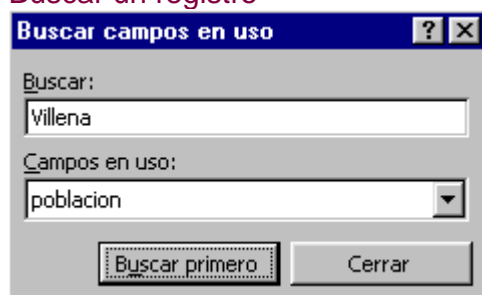 Buscar un registro
Buscar campos en uso
Buscar:
Villena
Campos en uso:
poblacion
Buscar primero Cerrar